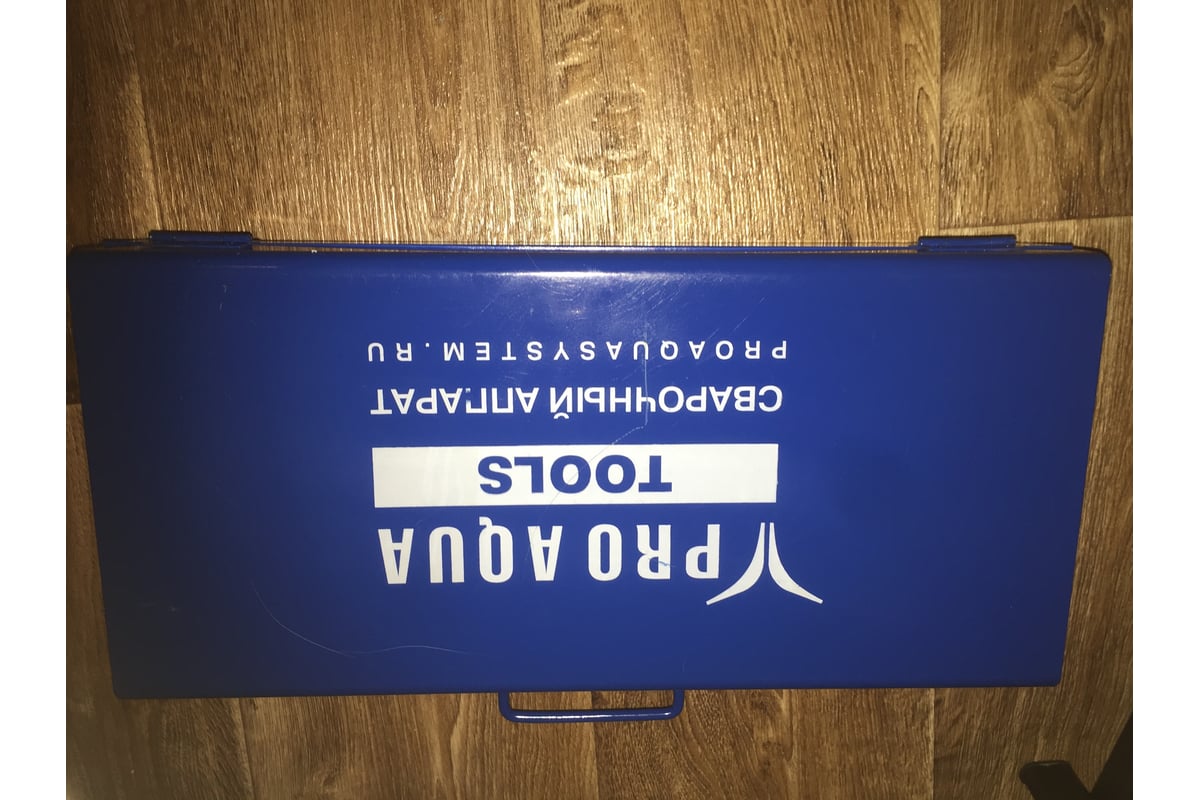 PRO AQUA
TOOLS
СВАРОЧНЫЙ АППАРАТ
PROAQUASYSTEM.RU